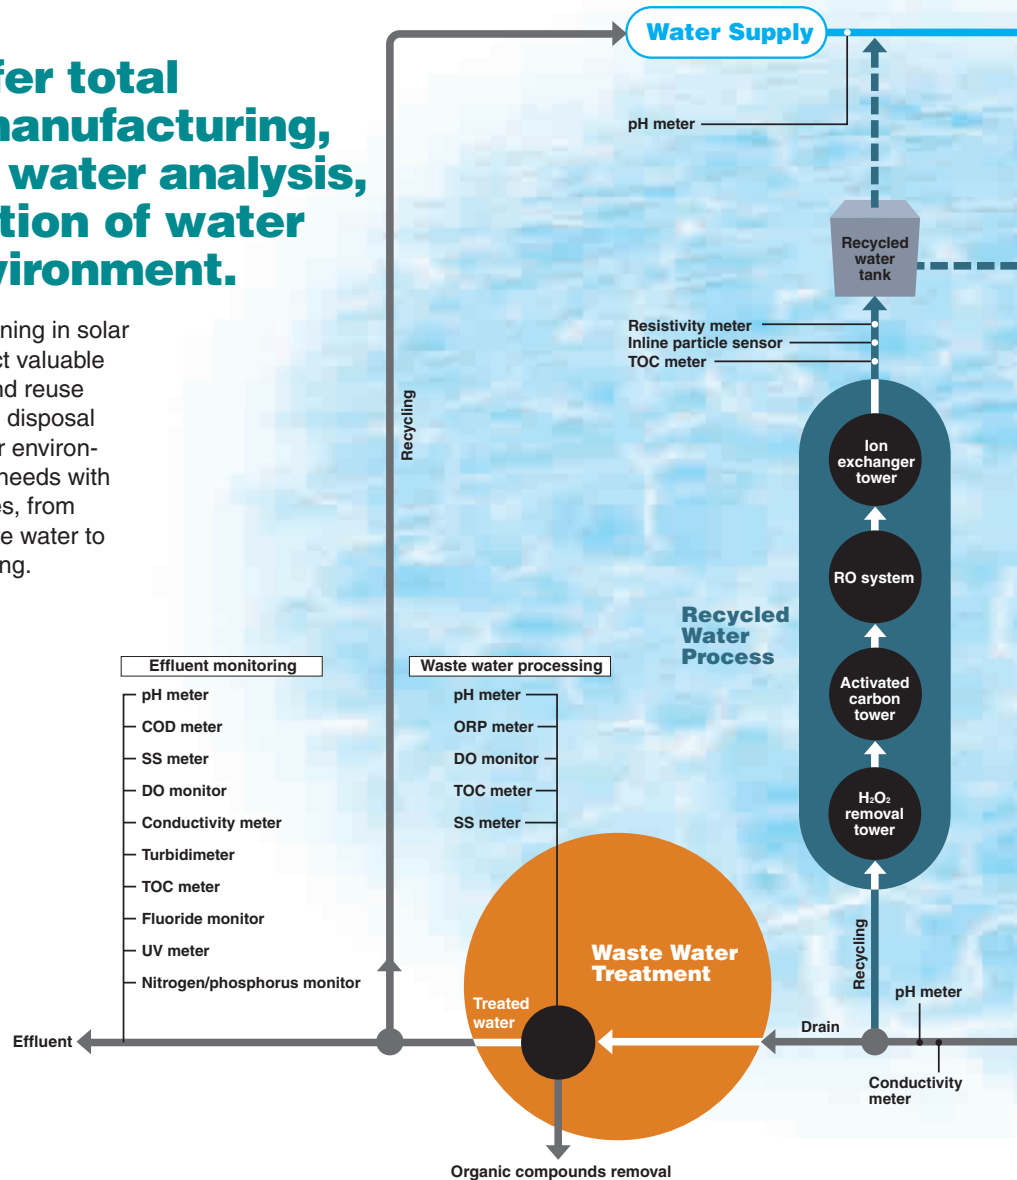 fer total
manufacturing,
water analysis,
tion of water
vironment.
ning in solar
ct valuable
nd reuse
disposal
r environ-
needs with
es, from
re water to
ng.
Water Supply
pH meter
Recycled
water
tank
Resistivity meter
Inline particle sensor
TOC meter
Recycling
Ion
exchanger
tower
RO system
Recycled
Water
Process
Activated
carbon
tower
H₂O₂
removal
tower
Effluent monitoring
pH meter
COD meter
SS meter
DO monitor
Conductivity meter
Turbidimeter
TOC meter
Fluoride monitor
UV meter
Nitrogen/phosphorus monitor
Waste water processing
pH meter
ORP meter
DO monitor
TOC meter
SS meter
Waste Water
Treatment
Treated
water
Recycling
pH meter
Drain
Effluent
Conductivity
meter
Organic compounds removal